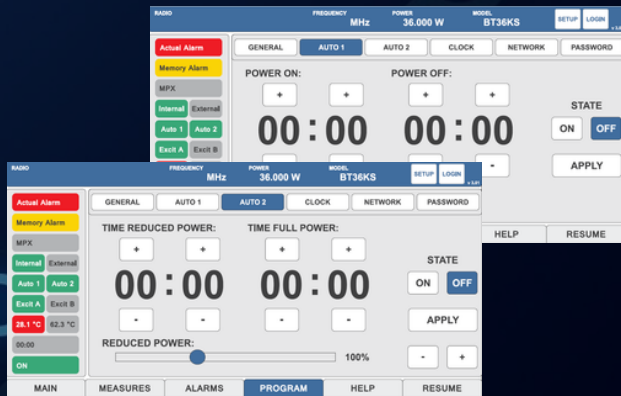 RADIO FREQUENCY POWER MODEL
MHz 36.000 W BT36KS SETUP LOGIN
Actual Alarm GENERAL AUTO 1 AUTO 2 CLOCK NETWORK PASSWORD
Memory Alarm POWER ON: POWER OFF:
MPX + + + +
Internal External STATE
Auto 1 Auto 2 00:00 00:00 ON OFF
Excit A Excit B
- APPLY
HELP RESUME
RADIO FREQUENCY POWER MODEL
MHz 36.000 W BT36KS SETUP LOGIN
Actual Alarm GENERAL AUTO 1 AUTO 2 CLOCK NETWORK PASSWORD
Memory Alarm TIME REDUCED POWER: TIME FULL POWER:
MPX + + + +
Internal External STATE
Auto 1 Auto 2 00:00 00:00 ON OFF
Excit A Excit B
28.1 °C 62.3 °C - - - - APPLY
00:00 REDUCED POWER:
ON 100% - +
MAIN MEASURES ALARMS PROGRAM HELP RESUME